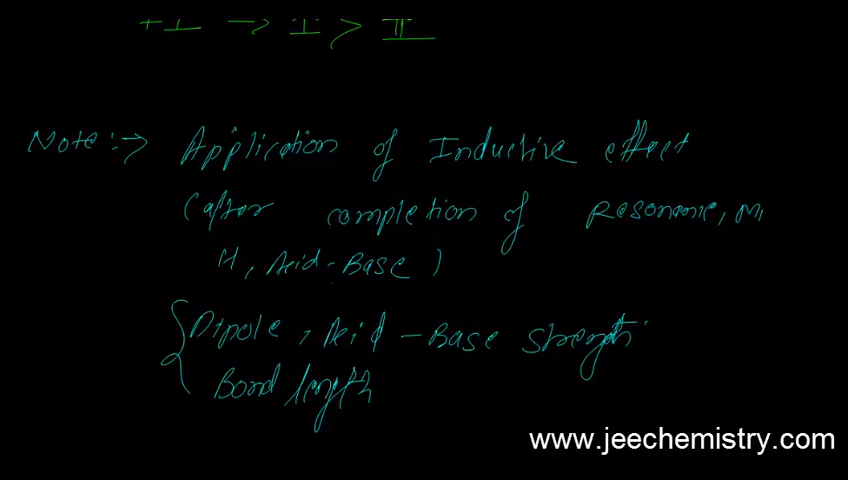 +I → I > II
Note :→ Application of Inductive effect
(after completion of Resonance, M,
H, Acid-Base)
Dipole, Acid-Base strength
Bond length
www.jeechemistry.com